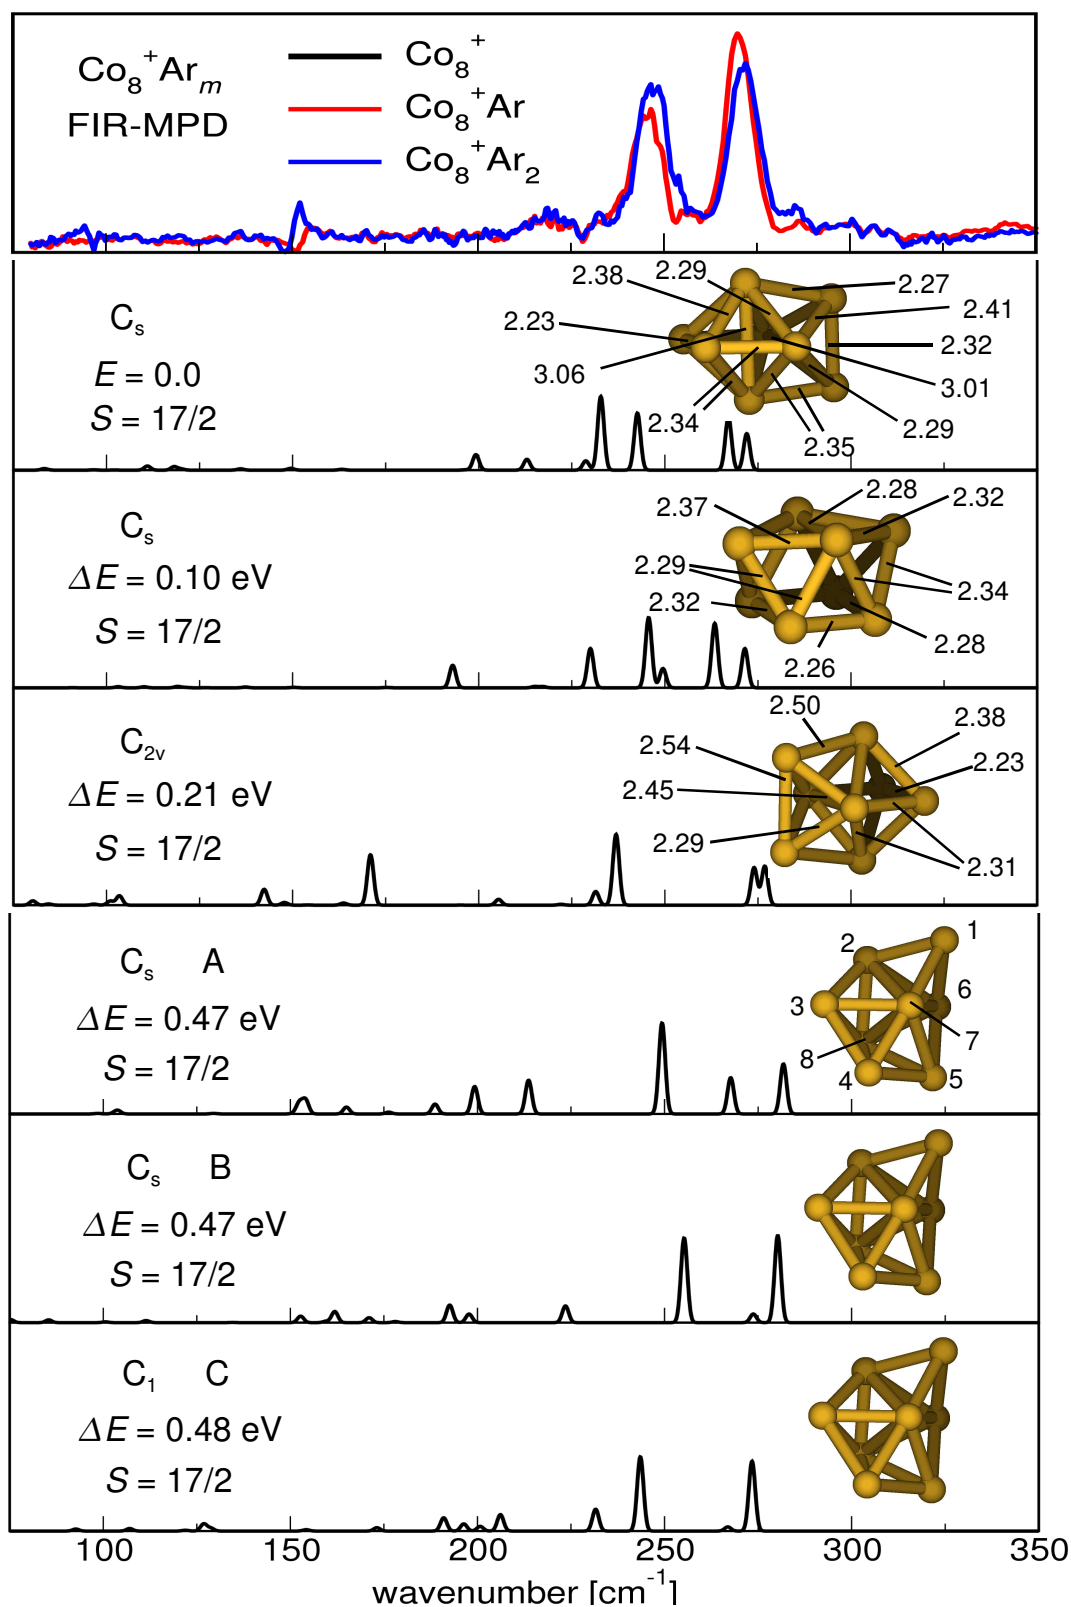 Co8+Arm
FIR-MPD
Co8+
Co8+Ar
Co8+Ar2
Cs
E = 0.0
S = 17/2
2.38
2.29
2.27
2.23
2.41
2.32
3.06
3.01
2.34
2.29
2.35
Cs
ΔE = 0.10 eV
S = 17/2
2.28
2.37
2.32
2.29
2.34
2.32
2.28
2.26
C2v
ΔE = 0.21 eV
S = 17/2
2.50
2.38
2.54
2.23
2.45
2.29
2.31
Cs A
ΔE = 0.47 eV
S = 17/2
1
2
3
6
7
8
4
5
Cs B
ΔE = 0.47 eV
S = 17/2
C1 C
ΔE = 0.48 eV
S = 17/2
100 150 200 250 300 350
wavenumber [cm-1]